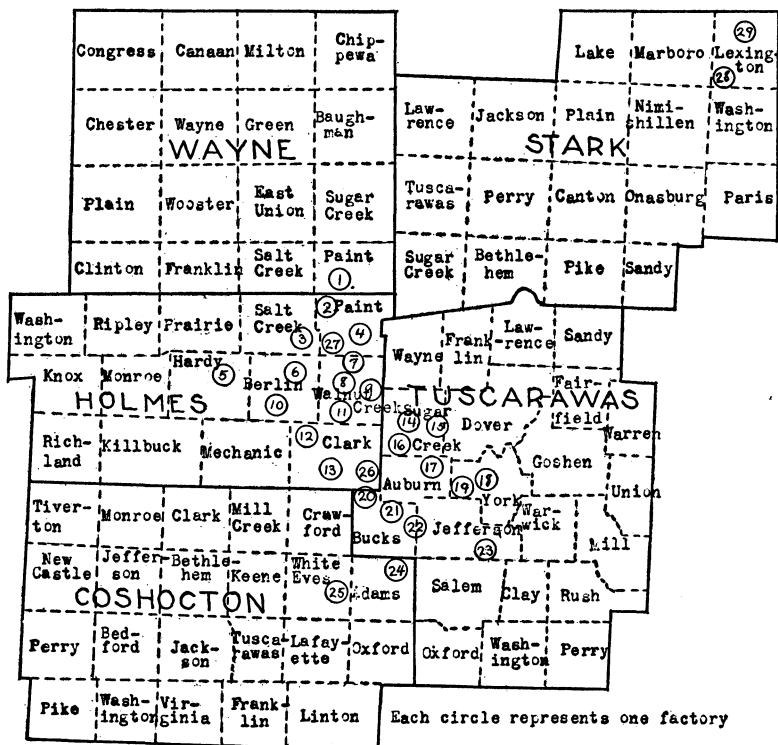 Congress
Canaan
Milton
Chip-
pewa
Chester
Wayne
Green
Baugh-
man
WAYNE
Plain
Wooster
East
Union
Sugar
Creek
Clinton
Franklin
Salt
Creek
Paint
1
Lake
Marboro
29
Lexing-
ton
28
Law-
rence
Jackson
Plain
Nimi-
shillen
Wash-
ington
STARK
Tusca-
rawas
Perry
Canton
Onasburg
Paris
Sugar
Creek
Bethle-
hem
Pike
Sandy
Wash-
ington
Ripley
Prairie
Salt
Creek
3
2
Paint
4
27
Knox
Monroe
Hardy
5
Berlin
6
10
7
8
9
Walnut
Creek
11
HOLMES
Rich-
land
Killbuck
Mechanic
12
Clark
13
26
Wayne
Frank
lin
Law-
rence
Sandy
TUSCARAWAS
Fair-
field
Sugar
14
15
16
Creek
Dover
Warren
Goshen
17
Auburn
18
19
York
Union
20
21
Bucks
22
Jefferson
23
War-
wick
Mill
Salem
Clay
Rush
Oxford
Wash-
ington
Perry
Tiver-
ton
Monroe
Clark
Mill
Creek
Craw-
ford
New
Castle
Jeffer-
son
Bethle-
hem
Keene
White
Eyes
25
24
Adams
COSHOCTON
Perry
Bed-
ford
Jack-
son
Tusca-
rawas
Lafay-
ette
Oxford
Pike
Wash-
ington
Vir-
ginia
Frank-
lin
Linton
Each circle represents one factory